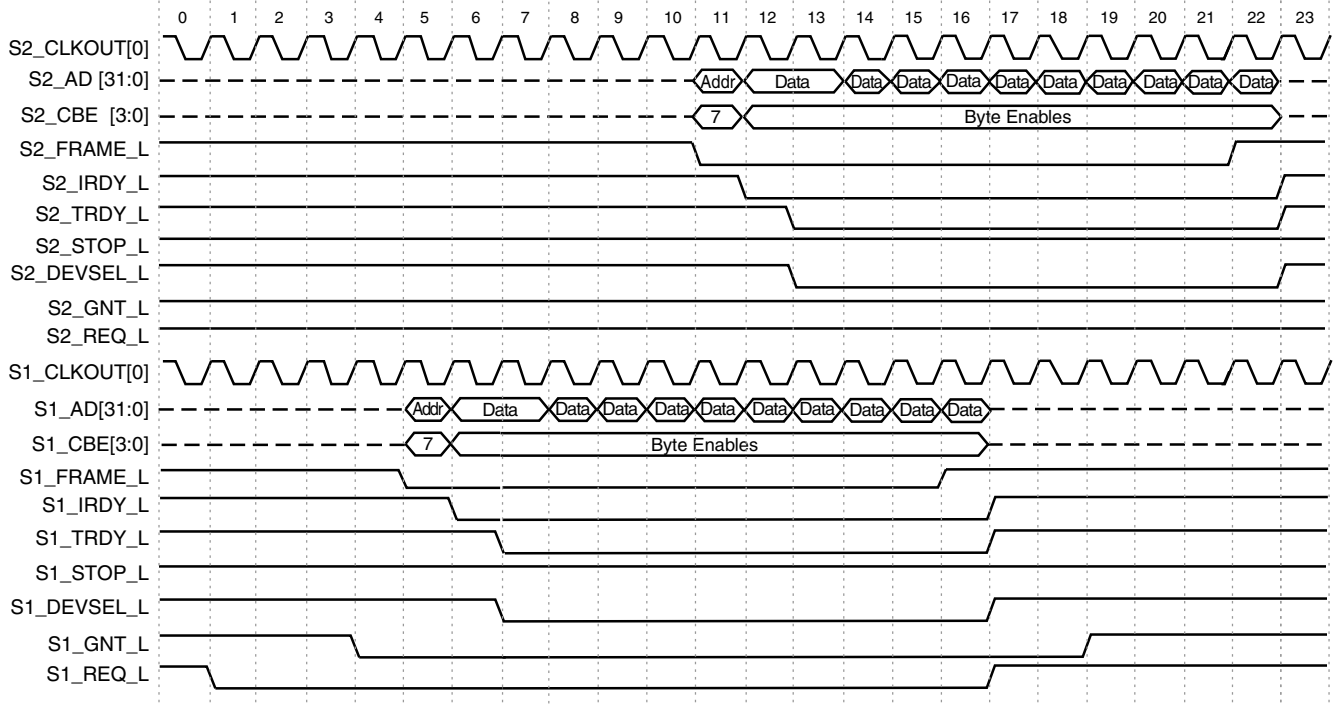 0 1 2 3 4 5 6 7 8 9 10 11 12 13 14 15 16 17 18 19 20 21 22 23
S2_CLKOUT[0]
S2_AD [31:0] Addr Data Data Data Data Data Data Data Data Data Data
S2_CBE [3:0] 7 Byte Enables
S2_FRAME_L
S2_IRDY_L
S2_TRDY_L
S2_STOP_L
S2_DEVSEL_L
S2_GNT_L
S2_REQ_L
S1_CLKOUT[0]
S1_AD[31:0] Addr Data Data Data Data Data Data Data Data Data Data
S1_CBE[3:0] 7 Byte Enables
S1_FRAME_L
S1_IRDY_L
S1_TRDY_L
S1_STOP_L
S1_DEVSEL_L
S1_GNT_L
S1_REQ_L